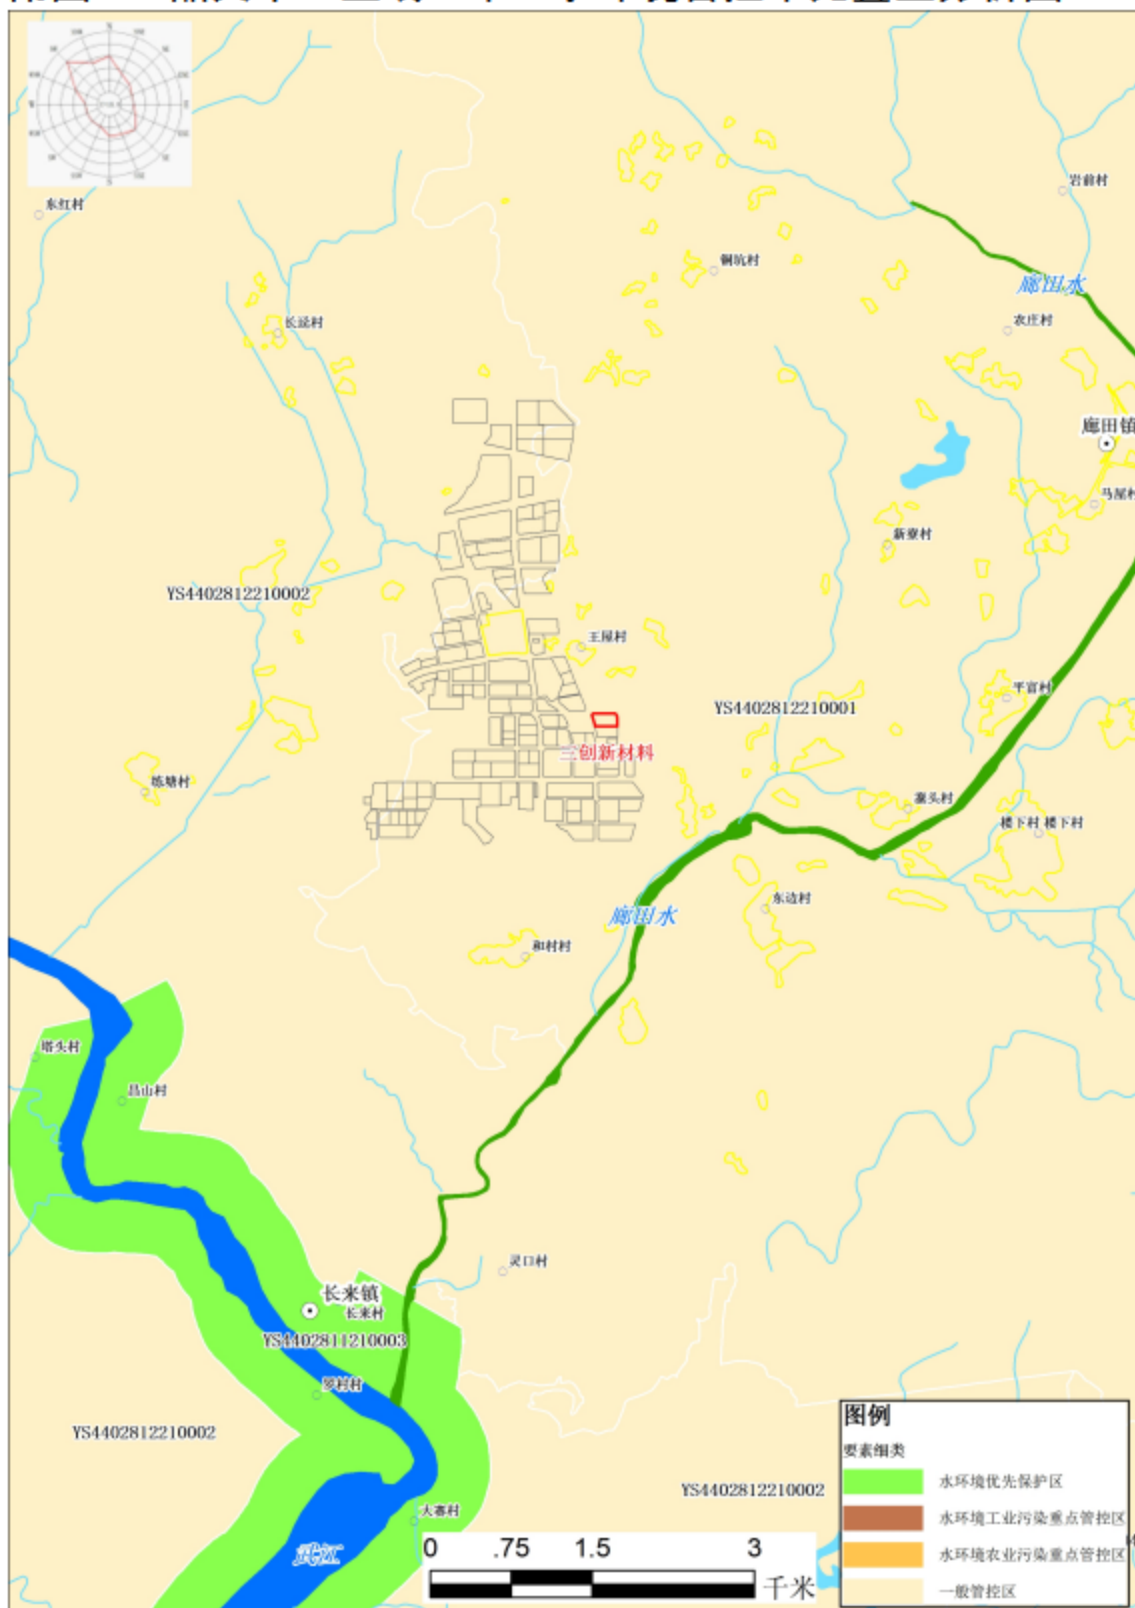 东红村
岩前村
铜坑村
廊田水
农庄村
长迳村
廊田镇
马屋村
新寮村
YS4402812210002
王屋村
平富村
YS4402812210001
三创新材料
练塘村
寨头村
楼下村 楼下村
东边村
廊田水
和村村
塔头村
昌山村
灵口村
长来镇
长来村
YS4402811210003
罗村村
YS4402812210002
YS4402812210002
大寨村
武江
0 .75 1.5 3
千米
图例
要素细类
水环境优先保护区
水环境工业污染重点管控区
水环境农业污染重点管控区
一般管控区